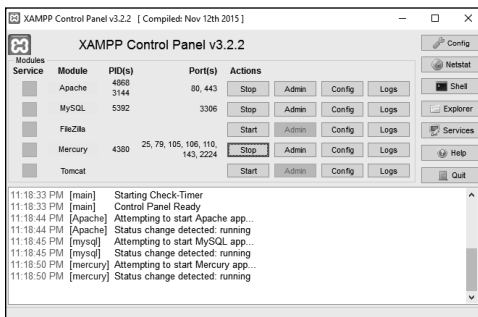 XAMPP Control Panel v3.2.2 [ Compiled: Nov 12th 2015 ]
XAMPP Control Panel v3.2.2
Config
Modules
Service Module PID(s) Port(s) Actions
Netstat
Apache 4868 3144 80, 443 Stop Admin Config Logs
Shell
MySQL 5392 3306 Stop Admin Config Logs
Explorer
FileZilla Start Admin Config Logs
Services
Mercury 4380 25, 79, 105, 106, 110, 143, 2224 Stop Admin Config Logs
Help
Tomcat Start Admin Config Logs
Quit
11:18:33 PM [main] Starting Check-Timer
11:18:33 PM [main] Control Panel Ready
11:18:44 PM [Apache] Attempting to start Apache app...
11:18:44 PM [Apache] Status change detected: running
11:18:45 PM [mysql] Attempting to start MySQL app...
11:18:45 PM [mysql] Status change detected: running
11:18:50 PM [mercury] Attempting to start Mercury app...
11:18:50 PM [mercury] Status change detected: running